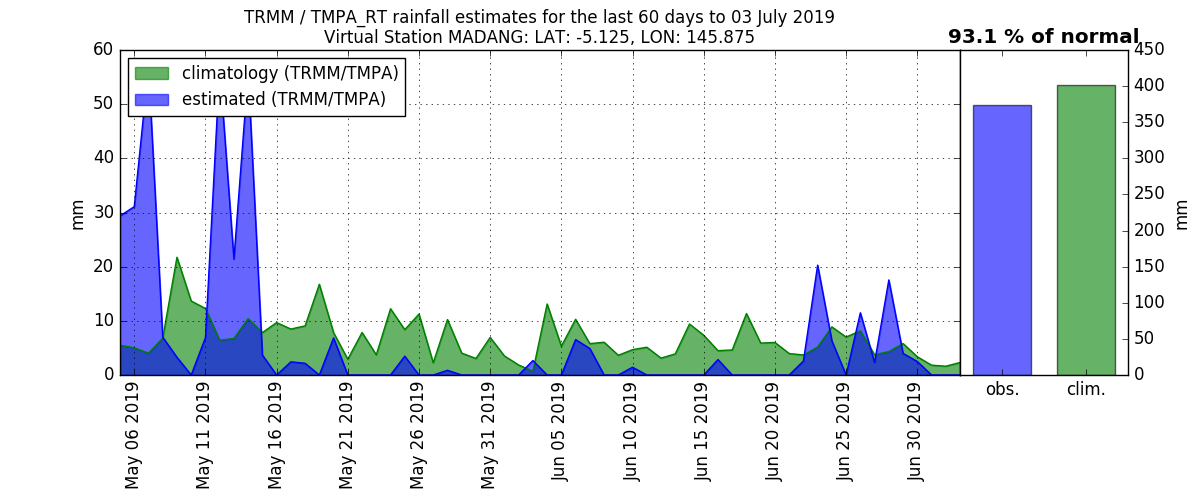 TRMM / TMPA_RT rainfall estimates for the last 60 days to 03 July 2019
Virtual Station MADANG: LAT: -5.125, LON: 145.875
93.1 % of normal
climatology (TRMM/TMPA)
estimated (TRMM/TMPA)
60
50
40
30
20
10
0
mm
May 06 2019
May 11 2019
May 16 2019
May 21 2019
May 26 2019
May 31 2019
Jun 05 2019
Jun 10 2019
Jun 15 2019
Jun 20 2019
Jun 25 2019
Jun 30 2019
450
400
350
300
250
200
150
100
50
0
mm
obs.
clim.